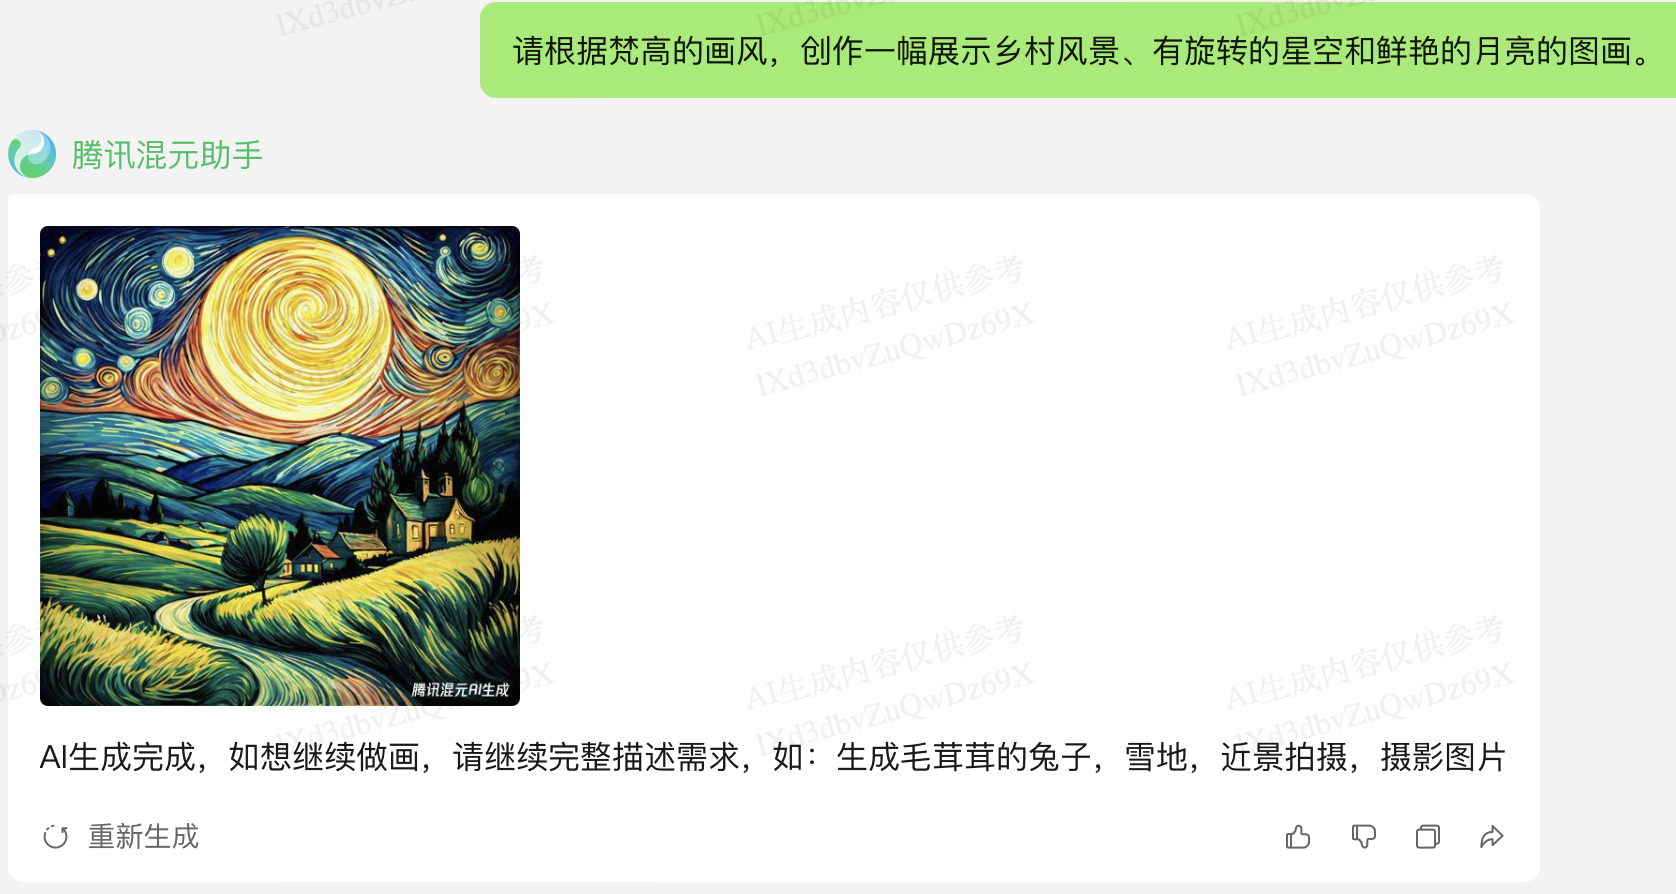 lXd3dbvZuQwDz69X
请根据梵高的画风，创作一幅展示乡村风景、有旋转的星空和鲜艳的月亮的图画。
腾讯混元助手
AI生成内容仅供参考
AI生成内容仅供参考
lXd3dbvZuQwDz69X
lXd3dbvZuQwDz69X
AI生成内容仅供参考
AI生成内容仅供参考
lXd3dbvZuQwDz69X
lXd3dbvZuQwDz69X
腾讯混元AI生成
AI生成完成，如想继续做画，请继续完整描述需求，如：生成毛茸茸的兔子，雪地，近景拍摄，摄影图片
重新生成